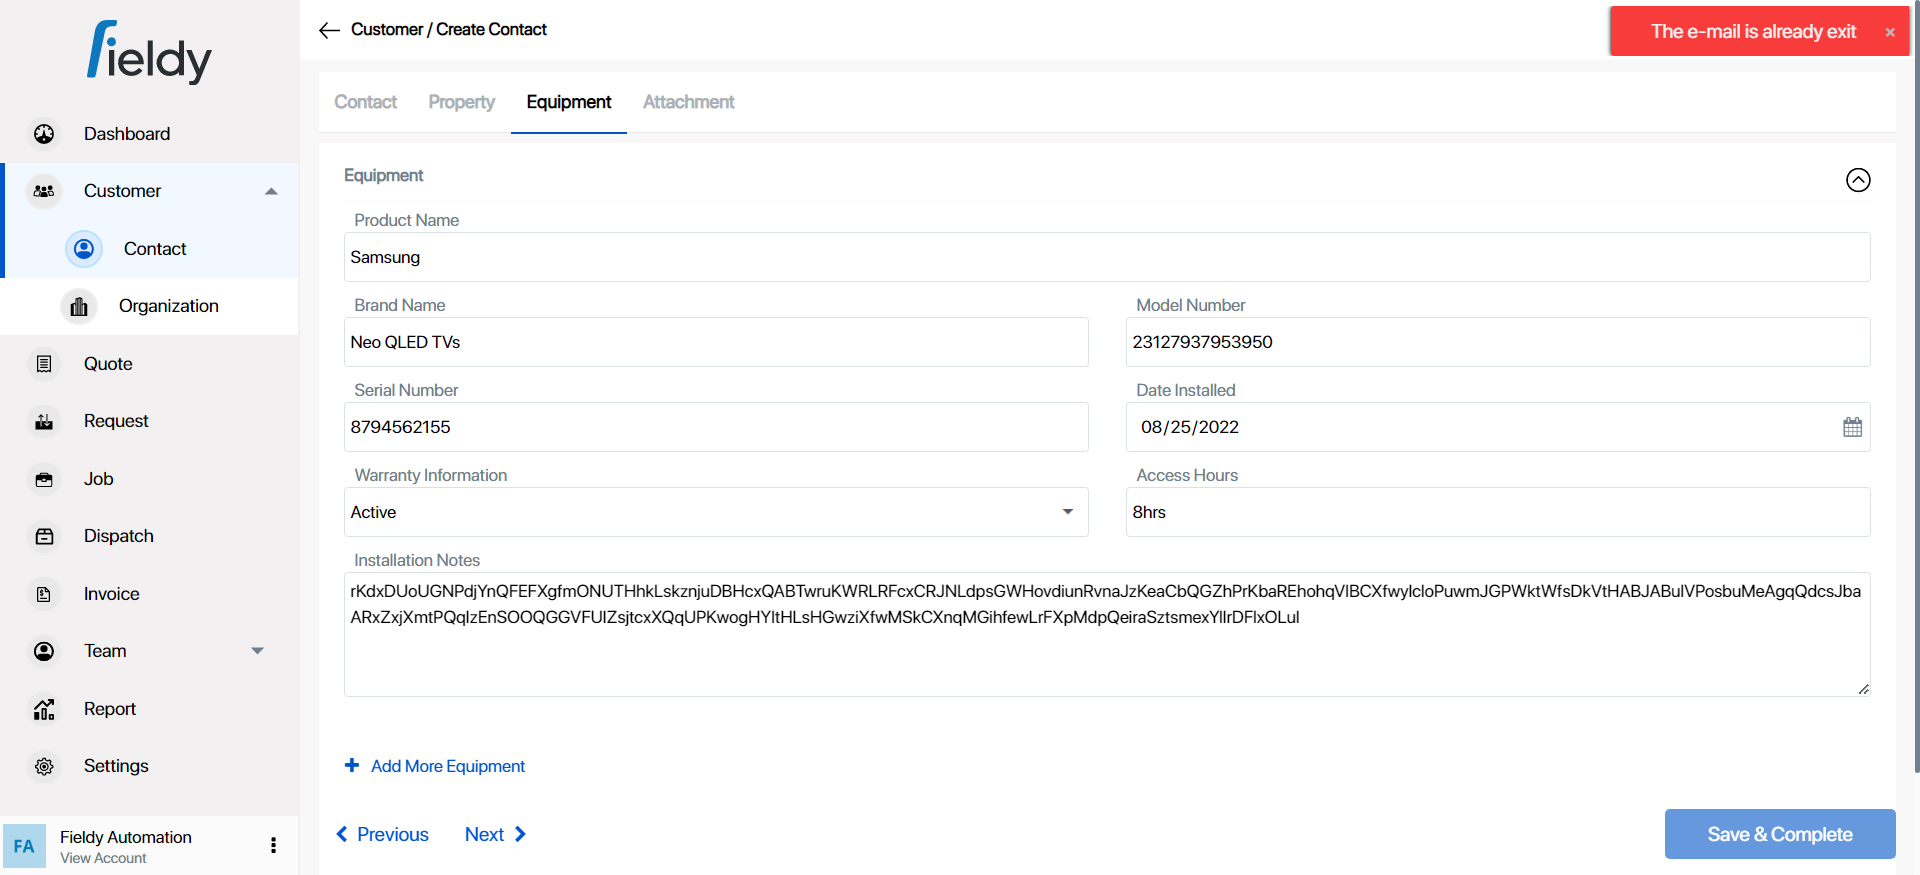 fieldy
Dashboard
Customer
Contact
Organization
Quote
Request
Job
Dispatch
Invoice
Team
Report
Settings
FA
Fieldy Automation
View Account
Customer / Create Contact
The e-mail is already exit ×
Contact Property Equipment Attachment
Equipment
Product Name
Samsung
Brand Name
Neo QLED TVs
Model Number
23127937953950
Serial Number
8794562155
Date Installed
08/25/2022
Warranty Information
Active
Access Hours
8hrs
Installation Notes
+ Add More Equipment
Previous Next
Save & Complete